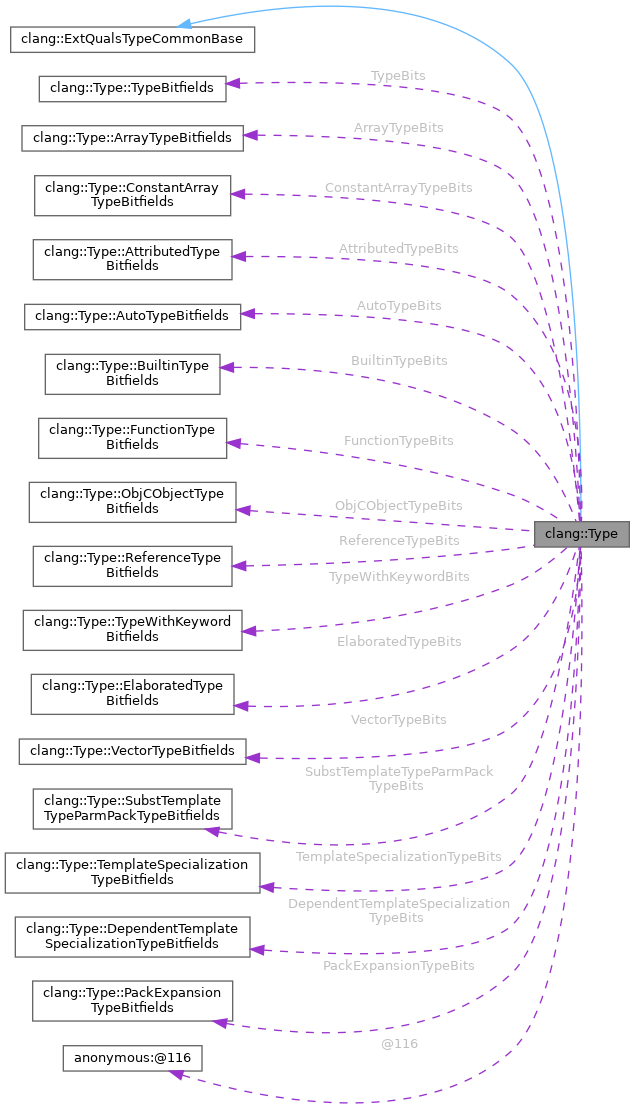 clang::ExtQualsTypeCommonBase
TypeBits
clang::Type::TypeBitfields
ArrayTypeBits
clang::Type::ArrayTypeBitfields
ConstantArrayTypeBits
clang::Type::ConstantArray
TypeBitfields
AttributedTypeBits
clang::Type::AttributedType
Bitfields
AutoTypeBits
clang::Type::AutoTypeBitfields
BuiltinTypeBits
clang::Type::BuiltinType
Bitfields
FunctionTypeBits
clang::Type::FunctionType
Bitfields
ObjCObjectTypeBits
clang::Type::ObjCObjectType
Bitfields
clang::Type
ReferenceTypeBits
clang::Type::ReferenceType
Bitfields
TypeWithKeywordBits
clang::Type::TypeWithKeyword
Bitfields
ElaboratedTypeBits
clang::Type::ElaboratedType
Bitfields
VectorTypeBits
clang::Type::VectorTypeBitfields
SubstTemplateTypeParmPack
TypeBits
clang::Type::SubstTemplate
TypeParmPackTypeBitfields
TemplateSpecializationTypeBits
clang::Type::TemplateSpecialization
TypeBitfields
DependentTemplateSpecialization
TypeBits
clang::Type::DependentTemplate
SpecializationTypeBitfields
PackExpansionTypeBits
clang::Type::PackExpansion
TypeBitfields
@116
anonymous:@116